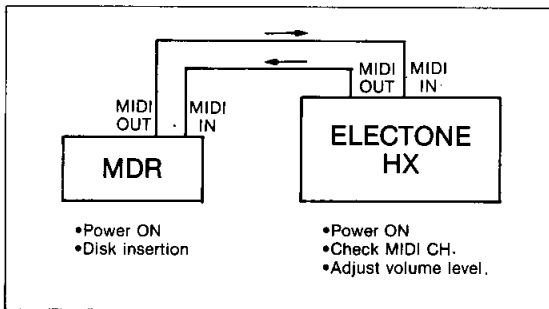 MIDI
OUT
MIDI
IN
MIDI
OUT
MIDI
IN
MDR
ELECTONE
HX
•Power ON
•Disk insertion
•Power ON
•Check MIDI CH.
•Adjust volume level.